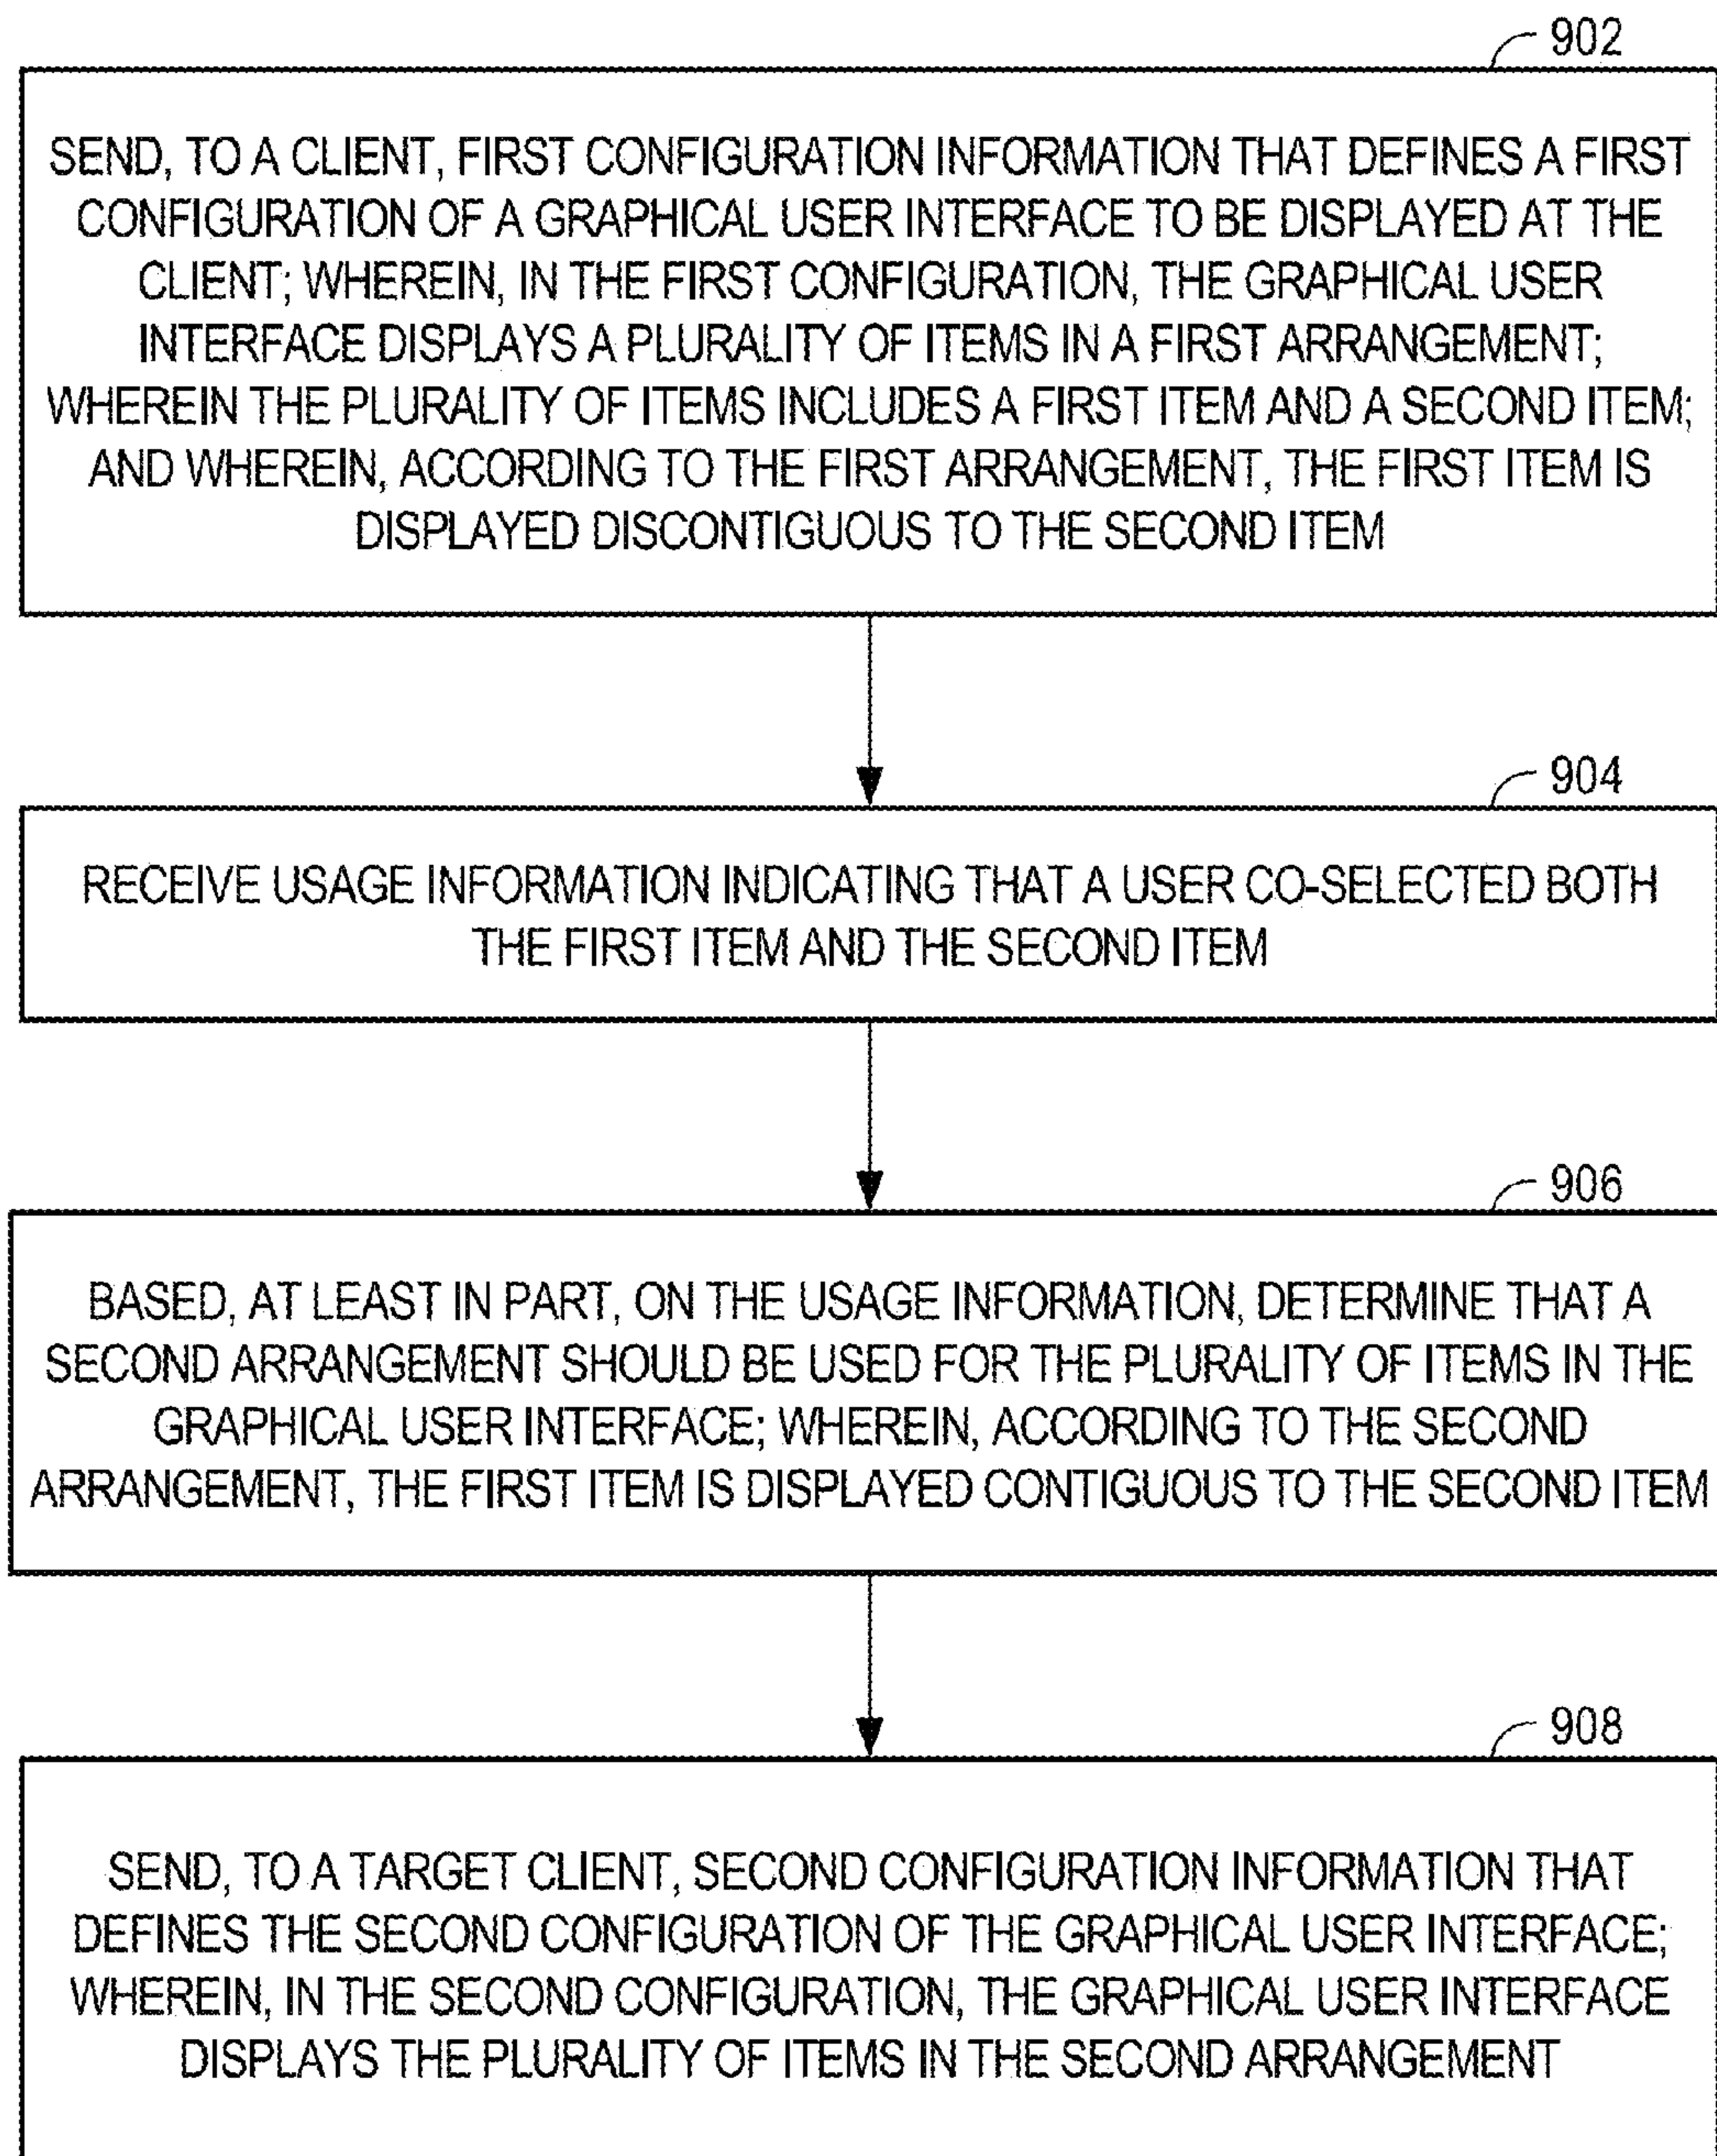 902
SEND, TO A CLIENT, FIRST CONFIGURATION INFORMATION THAT DEFINES A FIRST
CONFIGURATION OF A GRAPHICAL USER INTERFACE TO BE DISPLAYED AT THE
CLIENT; WHEREIN, IN THE FIRST CONFIGURATION, THE GRAPHICAL USER
INTERFACE DISPLAYS A PLURALITY OF ITEMS IN A FIRST ARRANGEMENT;
WHEREIN THE PLURALITY OF ITEMS INCLUDES A FIRST ITEM AND A SECOND ITEM;
AND WHEREIN, ACCORDING TO THE FIRST ARRANGEMENT, THE FIRST ITEM IS
DISPLAYED DISCONTIGUOUS TO THE SECOND ITEM
904
RECEIVE USAGE INFORMATION INDICATING THAT A USER CO-SELECTED BOTH
THE FIRST ITEM AND THE SECOND ITEM
906
BASED, AT LEAST IN PART, ON THE USAGE INFORMATION, DETERMINE THAT A
SECOND ARRANGEMENT SHOULD BE USED FOR THE PLURALITY OF ITEMS IN THE
GRAPHICAL USER INTERFACE; WHEREIN, ACCORDING TO THE SECOND
ARRANGEMENT, THE FIRST ITEM IS DISPLAYED CONTIGUOUS TO THE SECOND ITEM
908
SEND, TO A TARGET CLIENT, SECOND CONFIGURATION INFORMATION THAT
DEFINES THE SECOND CONFIGURATION OF THE GRAPHICAL USER INTERFACE;
WHEREIN, IN THE SECOND CONFIGURATION, THE GRAPHICAL USER INTERFACE
DISPLAYS THE PLURALITY OF ITEMS IN THE SECOND ARRANGEMENT